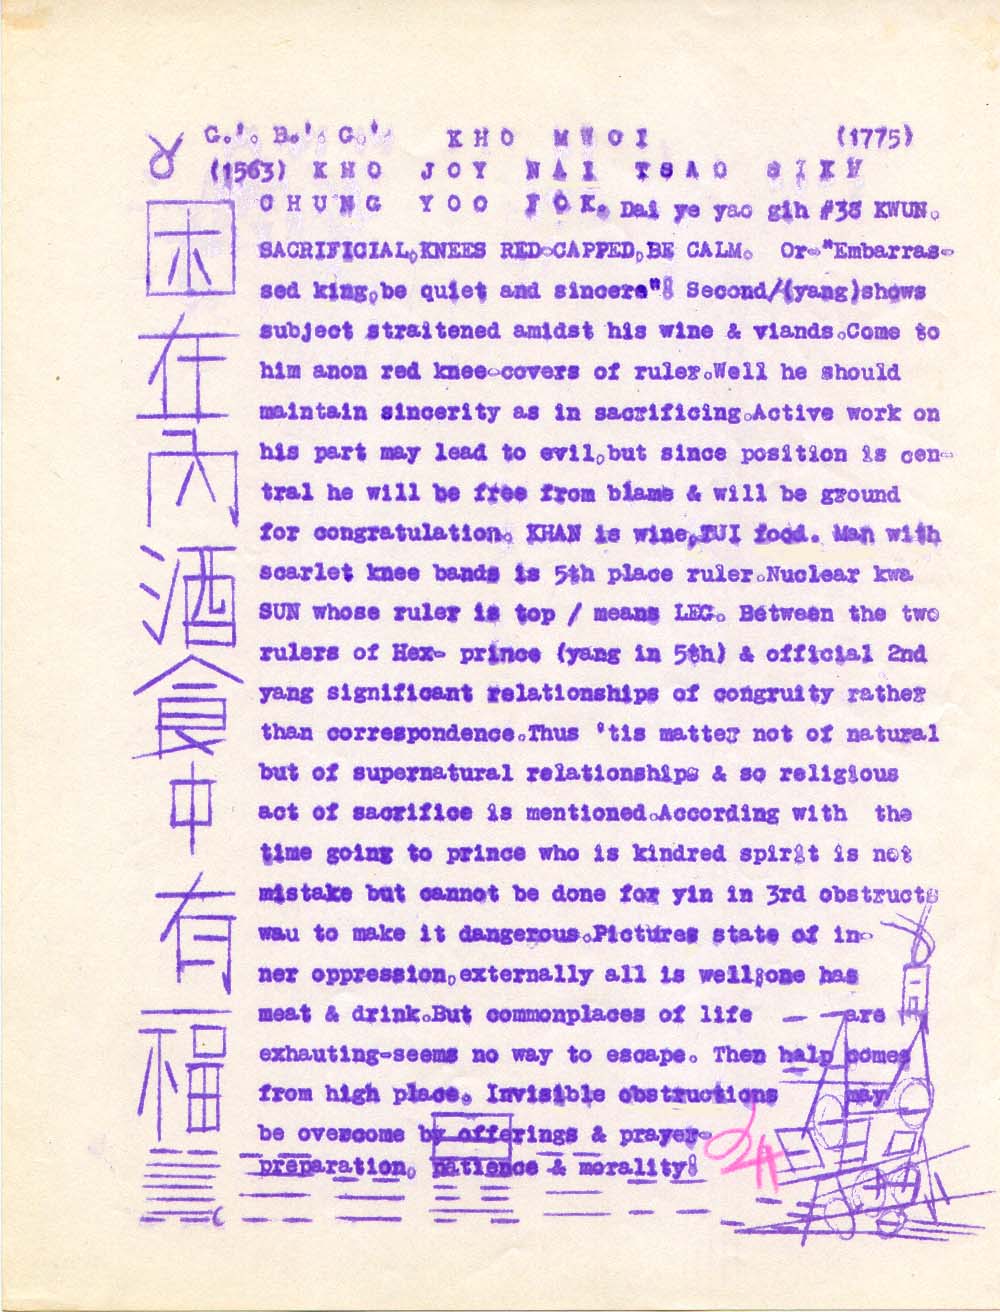 G.'. B.'. G.'. KHO MWOI (1775)
(1563) KHO JOY NAI TSAO SIKH
CHUNG YOO FOK. Dai ye yao gih #38 KWUN.
SACRIFICIAL,KNEES RED-CAPPED,BE CALM. Or-"Embarras-
sed king,be quiet and sincere"! Second/(yang)shows
subject straitened amidst his wine & viands.Come to
him anon red knee-covers of ruler.Well he should
maintain sincerity as in sacrificing.Active work on
his part may lead to evil,but since position is cen-
tral he will be free from blame & will be ground
for congratulation. KHAN is wine,TUI food. Man with
scarlet knee bands is 5th place ruler.Nuclear kwa
SUN whose ruler is top / means LEG. Between the two
rulers of Hex- prince (yang in 5th) & official 2nd
yang significant relationships of congruity rather
than correspondence.Thus 'tis matter not of natural
but of supernatural relationships & so religious
act of sacrifice is mentioned.According with the
time going to prince who is kindred spirit is not
mistake but cannot be done for yin in 3rd obstructs
wau to make it dangerous.Pictures state of in-
ner oppression,externally all is well;one has
meat & drink.But commonplaces of life — — are
exhauting-seems no way to escape. Then help comes
from high place. Invisible obstructions may
be overcome by offerings & prayer-
preparation, patience & morality!
困
在
內
酒
食
中
有
福